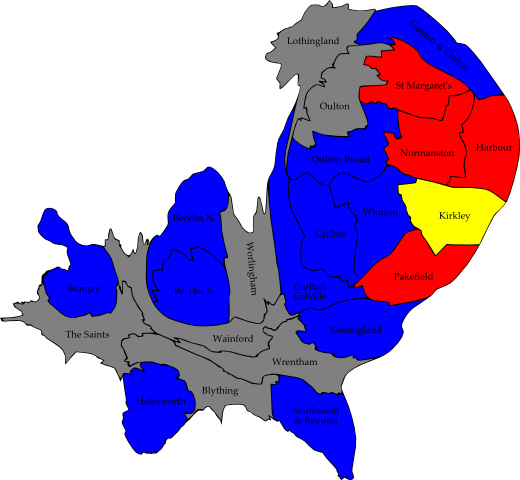 Gunton & Corton
Lothingland
St Margaret's
Oulton
Normanston
Harbour
Oulton Broad
Whitton
Kirkley
Beccles N.
Carlton
Worlingham
Pakefield
Bungay
Beccles S.
Carlton
Colville
Kessingland
The Saints
Wainford
Wrentham
Blything
Halesworth
Southwold
& Reydon